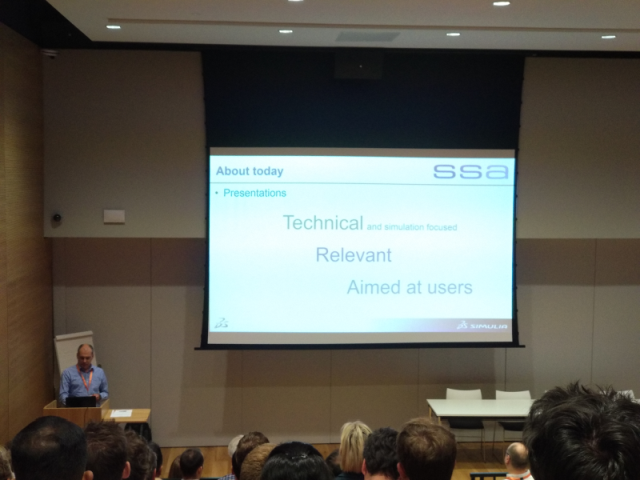 About today
ssa
• Presentations
Technical and simulation focused
Relevant
Aimed at users
SIMULIA